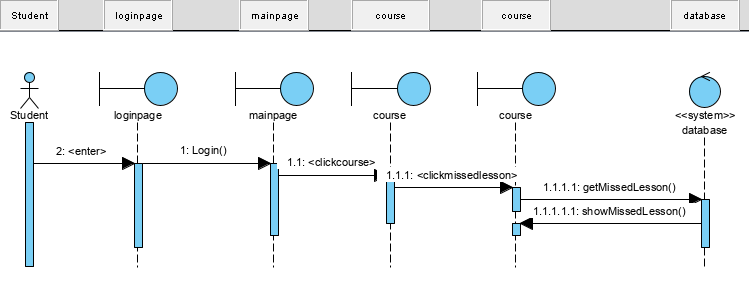 Student
loginpage
mainpage
course
course
database
Student
loginpage
mainpage
course
course
<<system>>
database
2: <enter>
1: Login()
1.1: <clickcourse>
1.1.1: <clickmissedlesson>
1.1.1.1: getMissedLesson()
1.1.1.1.1: showMissedLesson()